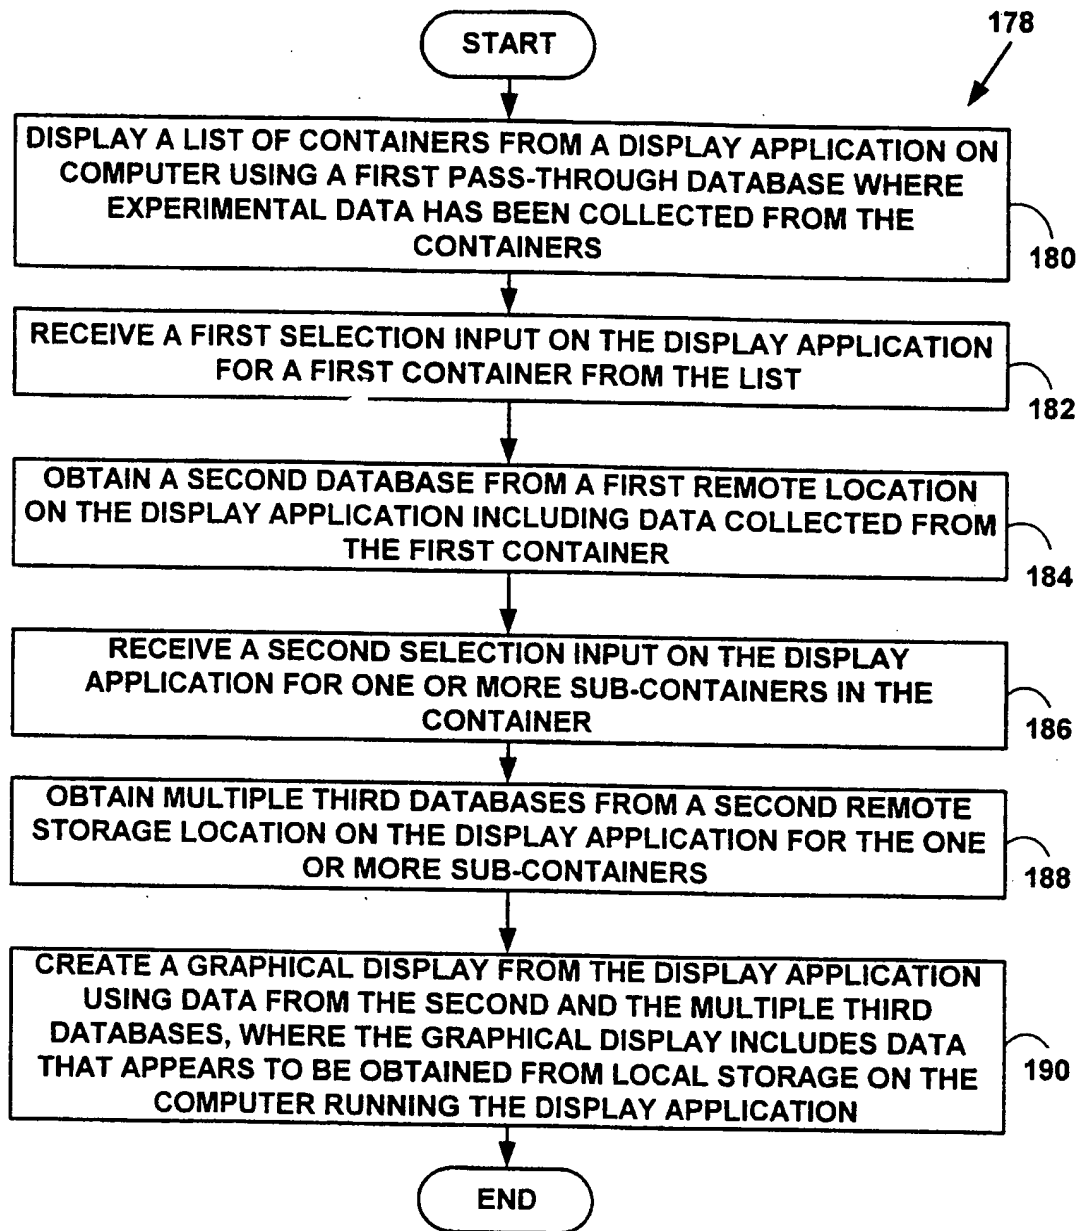 START
178
DISPLAY A LIST OF CONTAINERS FROM A DISPLAY APPLICATION ON
COMPUTER USING A FIRST PASS-THROUGH DATABASE WHERE
EXPERIMENTAL DATA HAS BEEN COLLECTED FROM THE
CONTAINERS
180
RECEIVE A FIRST SELECTION INPUT ON THE DISPLAY APPLICATION
FOR A FIRST CONTAINER FROM THE LIST
182
OBTAIN A SECOND DATABASE FROM A FIRST REMOTE LOCATION
ON THE DISPLAY APPLICATION INCLUDING DATA COLLECTED FROM
THE FIRST CONTAINER
184
RECEIVE A SECOND SELECTION INPUT ON THE DISPLAY
APPLICATION FOR ONE OR MORE SUB-CONTAINERS IN THE
CONTAINER
186
OBTAIN MULTIPLE THIRD DATABASES FROM A SECOND REMOTE
STORAGE LOCATION ON THE DISPLAY APPLICATION FOR THE ONE
OR MORE SUB-CONTAINERS
188
CREATE A GRAPHICAL DISPLAY FROM THE DISPLAY APPLICATION
USING DATA FROM THE SECOND AND THE MULTIPLE THIRD
DATABASES, WHERE THE GRAPHICAL DISPLAY INCLUDES DATA
THAT APPEARS TO BE OBTAINED FROM LOCAL STORAGE ON THE
COMPUTER RUNNING THE DISPLAY APPLICATION
190
END